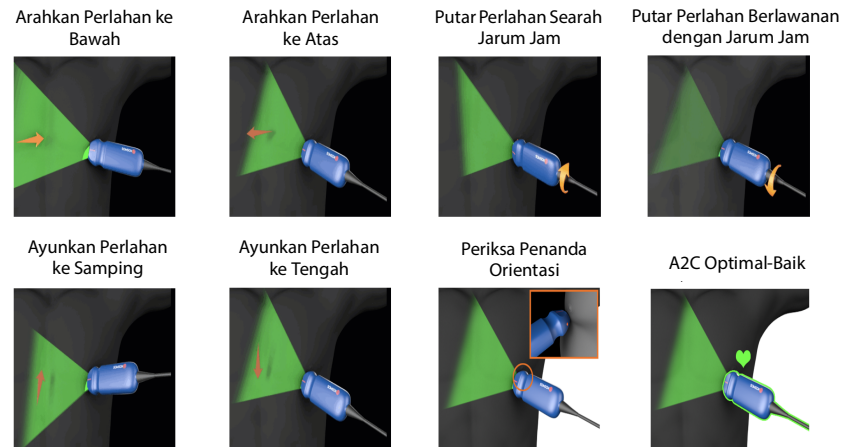 Arahkan Perlahan ke
Bawah
Arahkan Perlahan
ke Atas
Putar Perlahan Searah
Jarum Jam
Putar Perlahan Berlawanan
dengan Jarum Jam
Ayunkan Perlahan
ke Samping
Ayunkan Perlahan
ke Tengah
Periksa Penanda
Orientasi
A2C Optimal-Baik